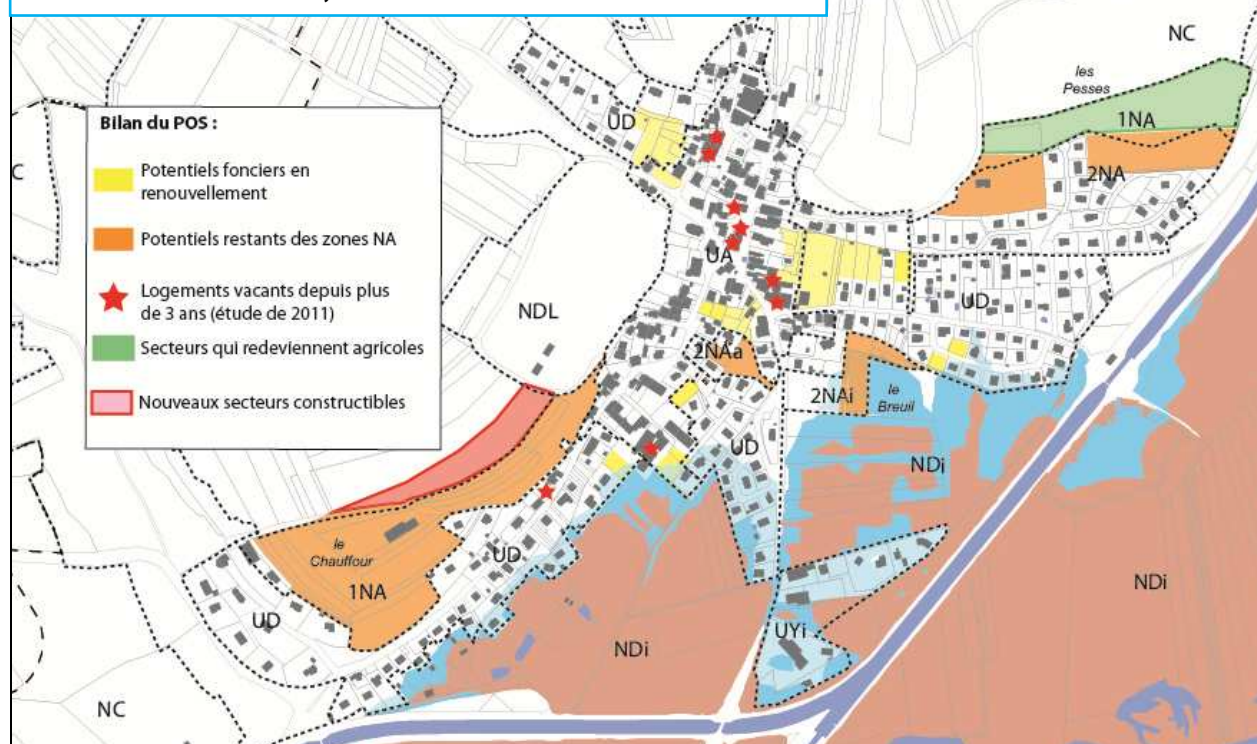 Bilan du POS :
Potentiels fonciers en
renouvellement
Potentiels restants des zones NA
Logements vacants depuis plus
de 3 ans (étude de 2011)
Secteurs qui redeviennent agricoles
Nouveaux secteurs constructibles
NC
les
Pesses
1NA
UD
2NA
C
UA
NDL
UD
2NAa
2NAi
le
Breuil
UD
NDi
le
Chauffour
UD
1NA
NDi
UD
UYi
NDi
NC